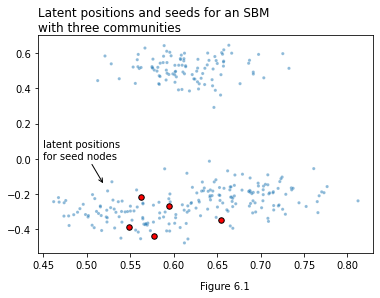 Latent positions and seeds for an SBM
with three communities
0.6
0.4
0.2
0.0
−0.2
−0.4
latent positions
for seed nodes
0.45 0.50 0.55 0.60 0.65 0.70 0.75 0.80
Figure 6.1